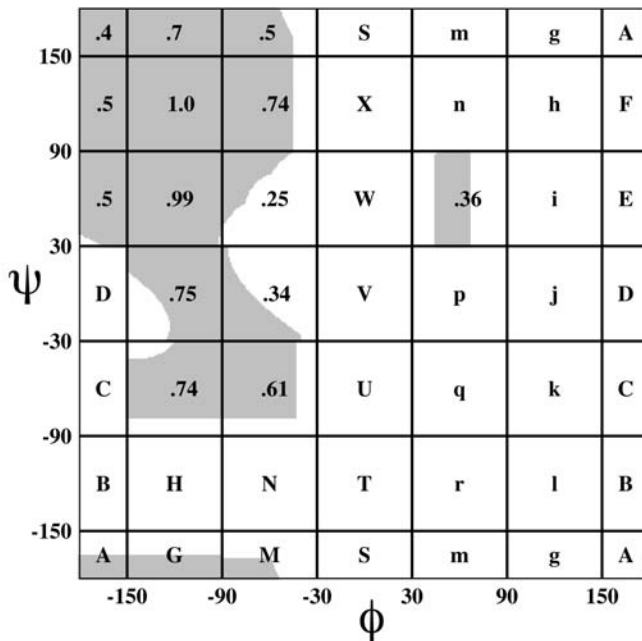 .4 .7 .5 S m g A
150
.5 1.0 .74 X n h F
90
.5 .99 .25 W .36 i E
30
ψ
D .75 .34 V p j D
-30
C .74 .61 U q k C
-90
B H N T r l B
-150
A G M S m g A
-150 -90 -30 30 90 150
ϕ